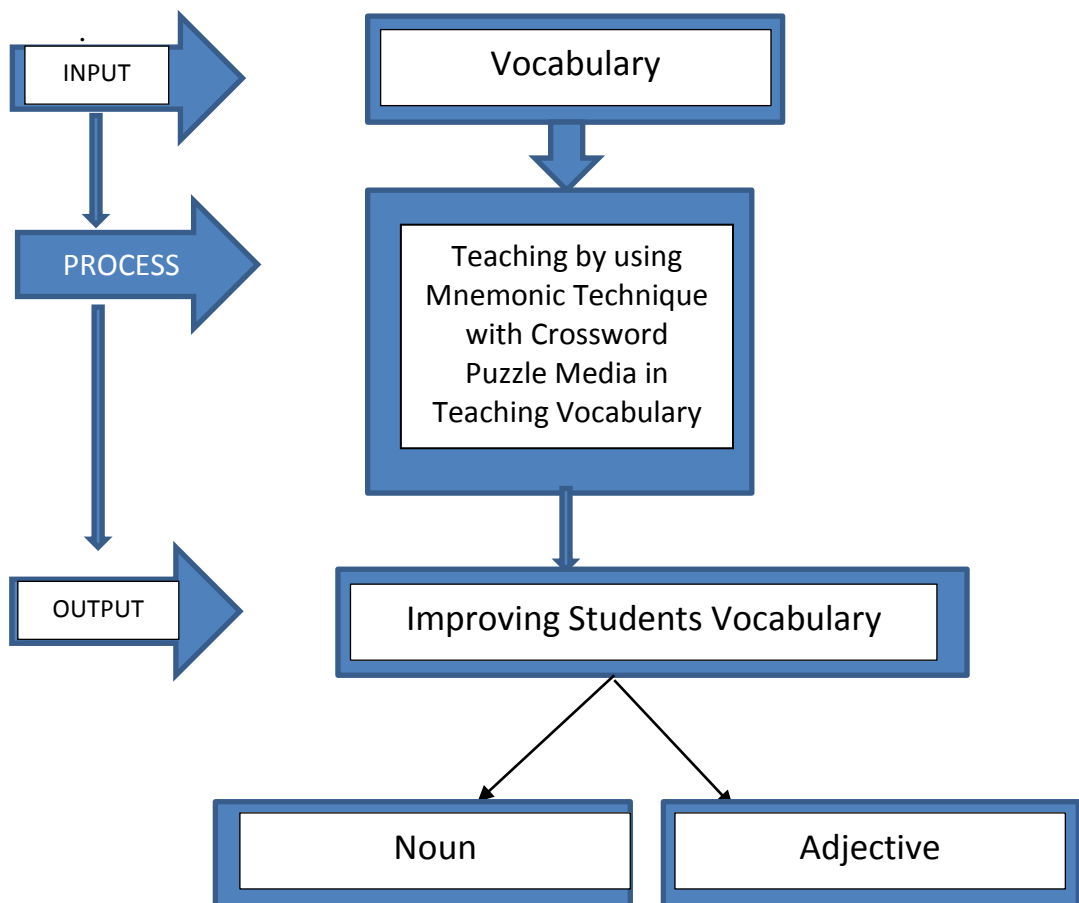 .
INPUT
Vocabulary
PROCESS
Teaching by using
Mnemonic Technique
with Crossword
Puzzle Media in
Teaching Vocabulary
OUTPUT
Improving Students Vocabulary
Noun
Adjective